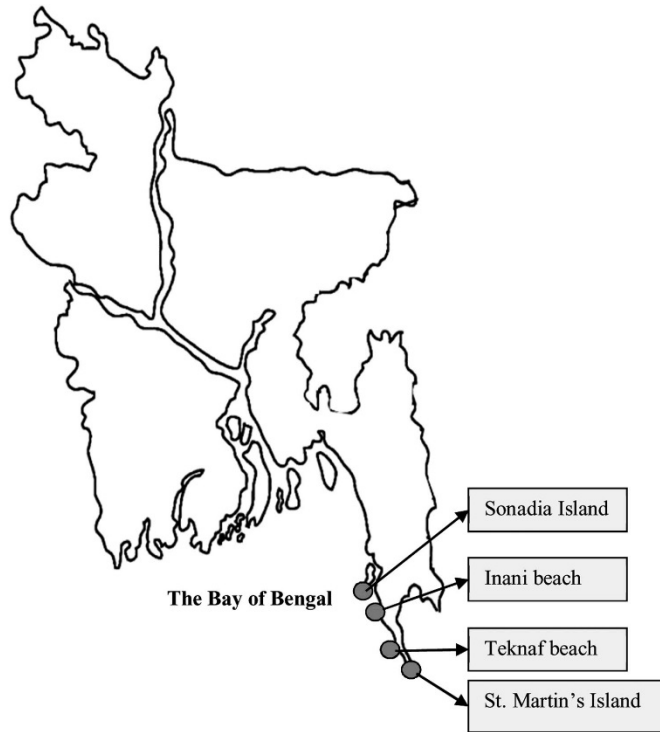 Sonadia Island
Inani beach
The Bay of Bengal
Teknaf beach
St. Martin’s Island